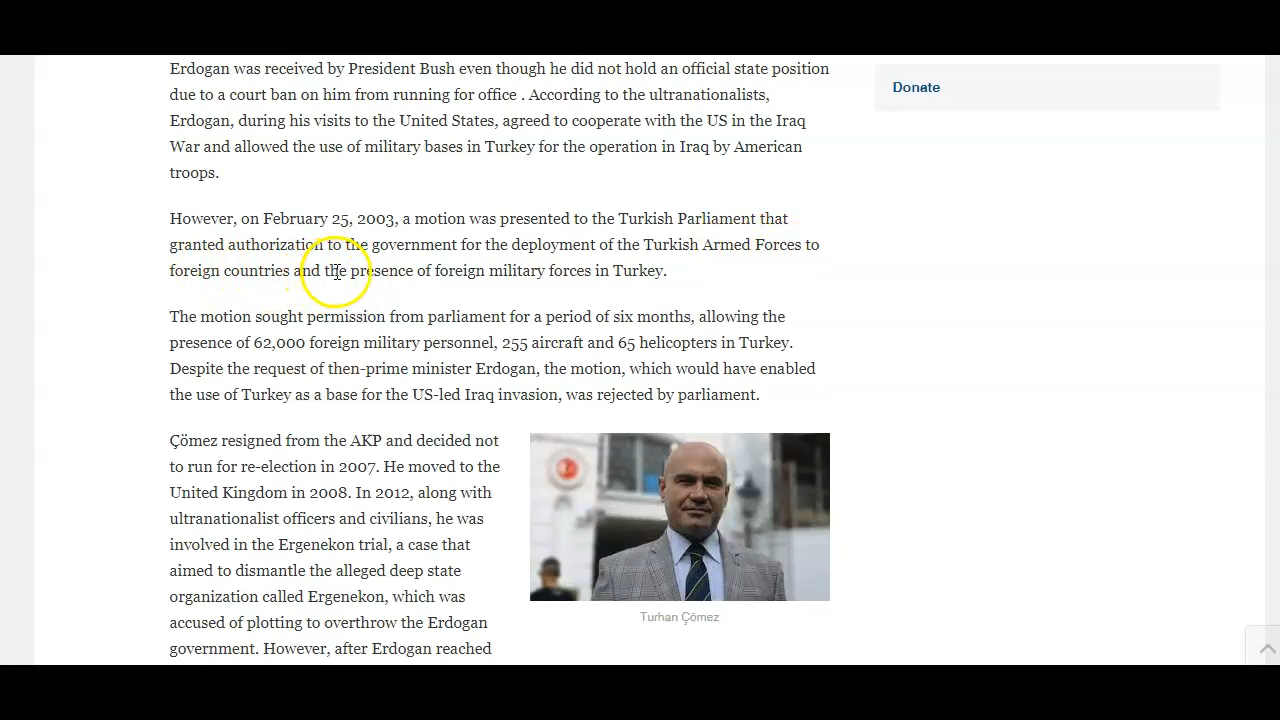 Erdogan was received by President Bush even though he did not hold an official state position
due to a court ban on him from running for office . According to the ultranationalists,
Erdogan, during his visits to the United States, agreed to cooperate with the US in the Iraq
War and allowed the use of military bases in Turkey for the operation in Iraq by American
troops.
However, on February 25, 2003, a motion was presented to the Turkish Parliament that
granted authorization to the government for the deployment of the Turkish Armed Forces to
foreign countries and the presence of foreign military forces in Turkey.
The motion sought permission from parliament for a period of six months, allowing the
presence of 62,000 foreign military personnel, 255 aircraft and 65 helicopters in Turkey.
Despite the request of then-prime minister Erdogan, the motion, which would have enabled
the use of Turkey as a base for the US-led Iraq invasion, was rejected by parliament.
Çömez resigned from the AKP and decided not
to run for re-election in 2007. He moved to the
United Kingdom in 2008. In 2012, along with
ultranationalist officers and civilians, he was
involved in the Ergenekon trial, a case that
aimed to dismantle the alleged deep state
organization called Ergenekon, which was
accused of plotting to overthrow the Erdogan
government. However, after Erdogan reached
Turhan Çömez
Donate